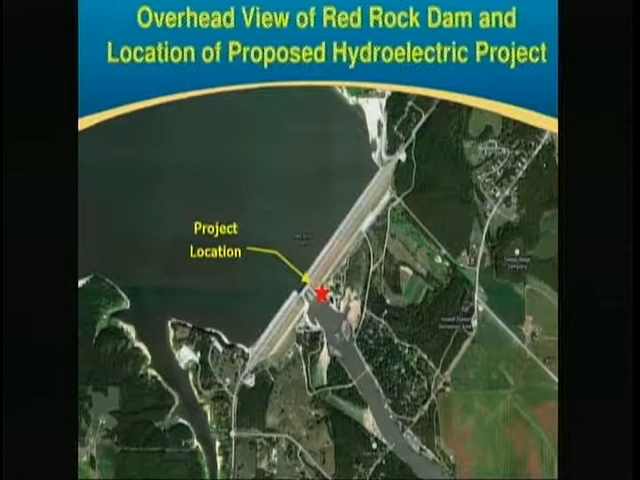 Overhead View of Red Rock Dam and
Location of Proposed Hydroelectric Project
Project
Location